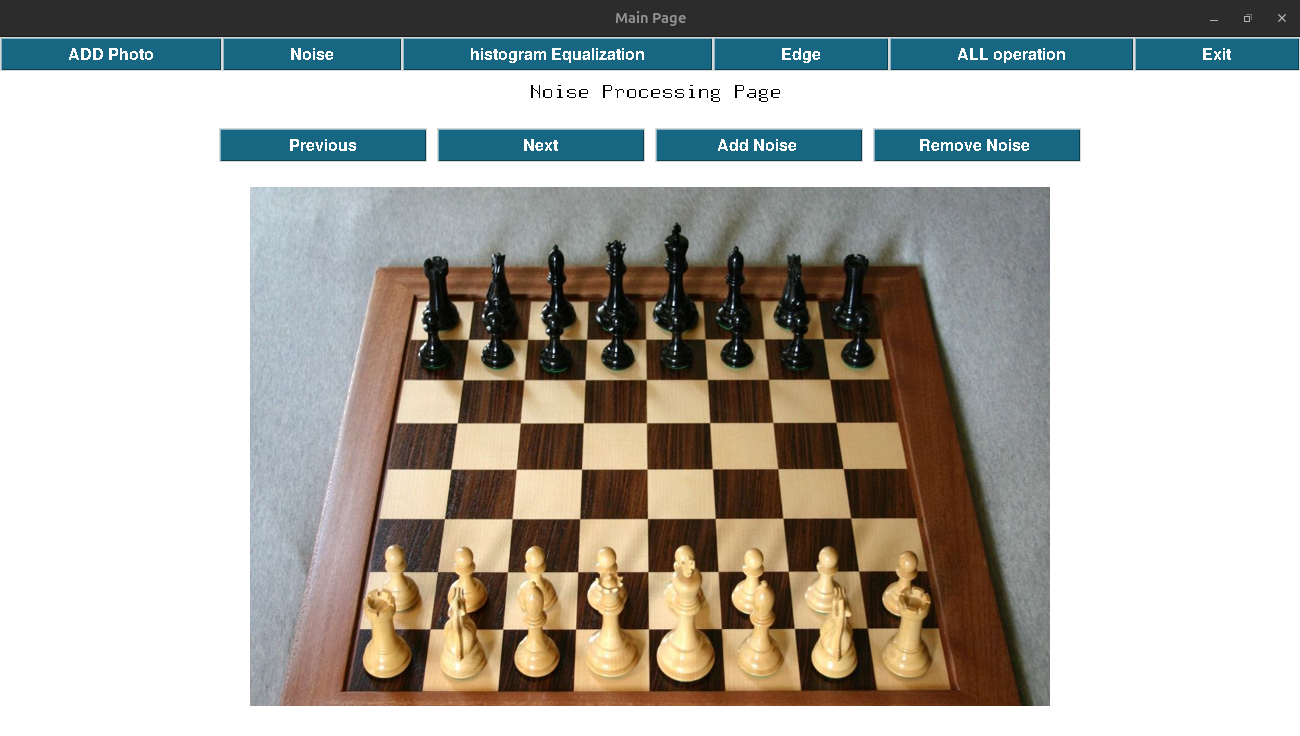 Main Page
ADD Photo Noise histogram Equalization Edge ALL operation Exit
Noise Processing Page
Previous Next Add Noise Remove Noise